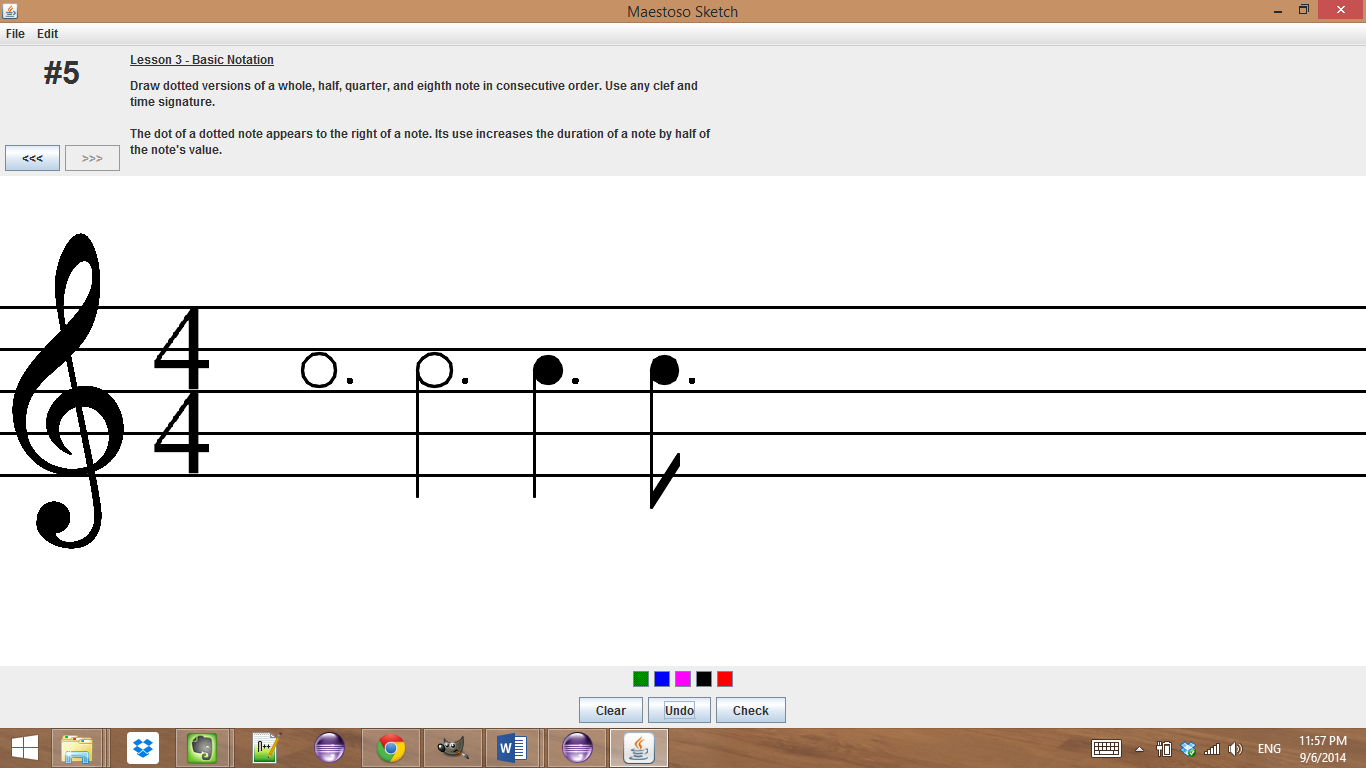 Maestoso Sketch
File Edit
#5
Lesson 3 - Basic Notation
Draw dotted versions of a whole, half, quarter, and eighth note in consecutive order. Use any clef and
time signature.
The dot of a dotted note appears to the right of a note. Its use increases the duration of a note by half of
the note's value.
<<< >>>
4
4
Clear Undo Check
ENG
11:57 PM
9/6/2014